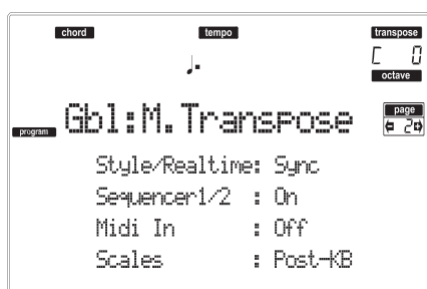 chord tempo transpose
C 0
octave
Gbl:M.Transpose
page
program
2
Style/Realtime: Sync
Sequencer1/2 : On
Midi In : Off
Scales : Post-KB